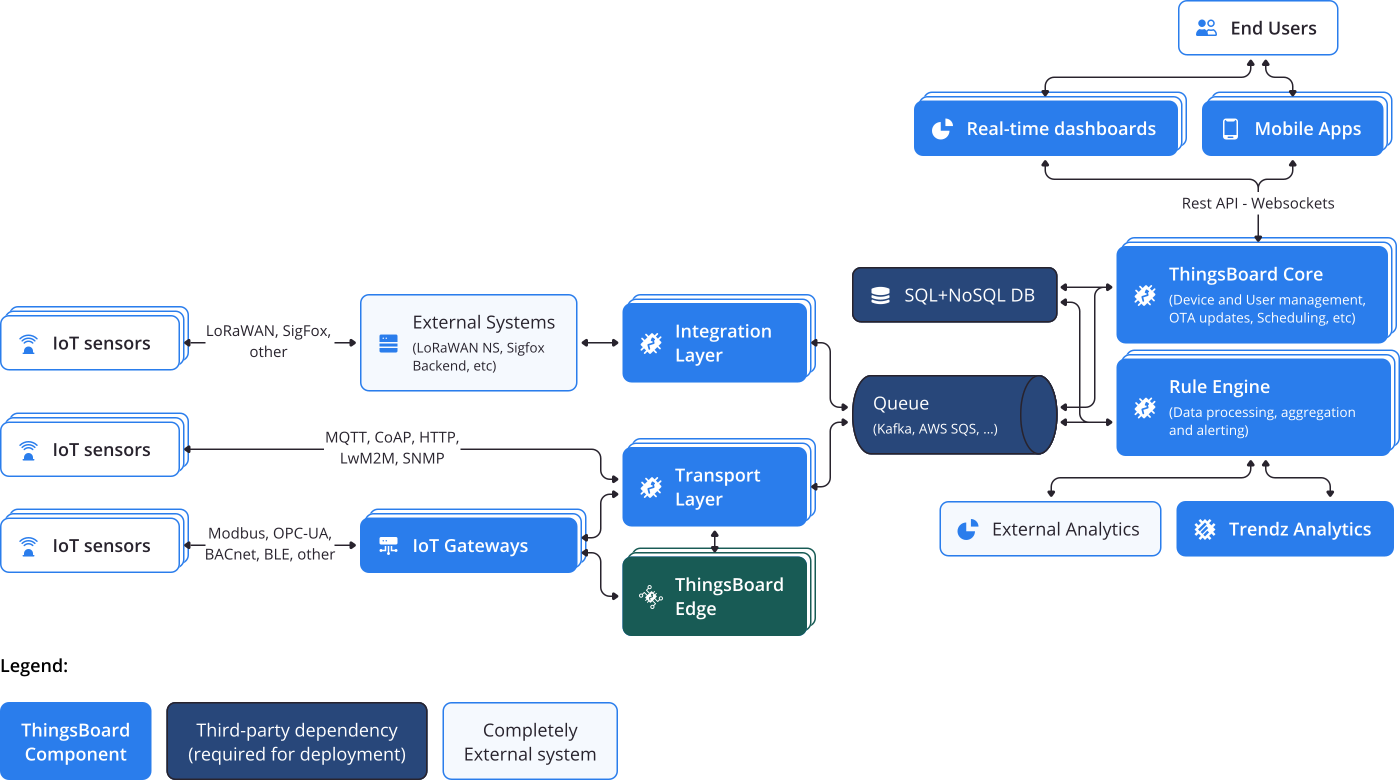 End Users
Real-time dashboards
Mobile Apps
Rest API - Websockets
SQL+NoSQL DB
ThingsBoard Core
(Device and User management,
OTA updates, Scheduling, etc)
IoT sensors
LoRaWAN, SigFox,
other
External Systems
(LoRaWAN NS, Sigfox
Backend, etc)
Integration
Layer
Queue
(Kafka, AWS SQS, ...)
Rule Engine
(Data processing, aggregation
and alerting)
IoT sensors
MQTT, CoAP, HTTP,
LwM2M, SNMP
Transport
Layer
External Analytics
Trendz Analytics
IoT sensors
Modbus, OPC-UA,
BACnet, BLE, other
IoT Gateways
ThingsBoard
Edge
Legend:
ThingsBoard
Component
Third-party dependency
(required for deployment)
Completely
External system